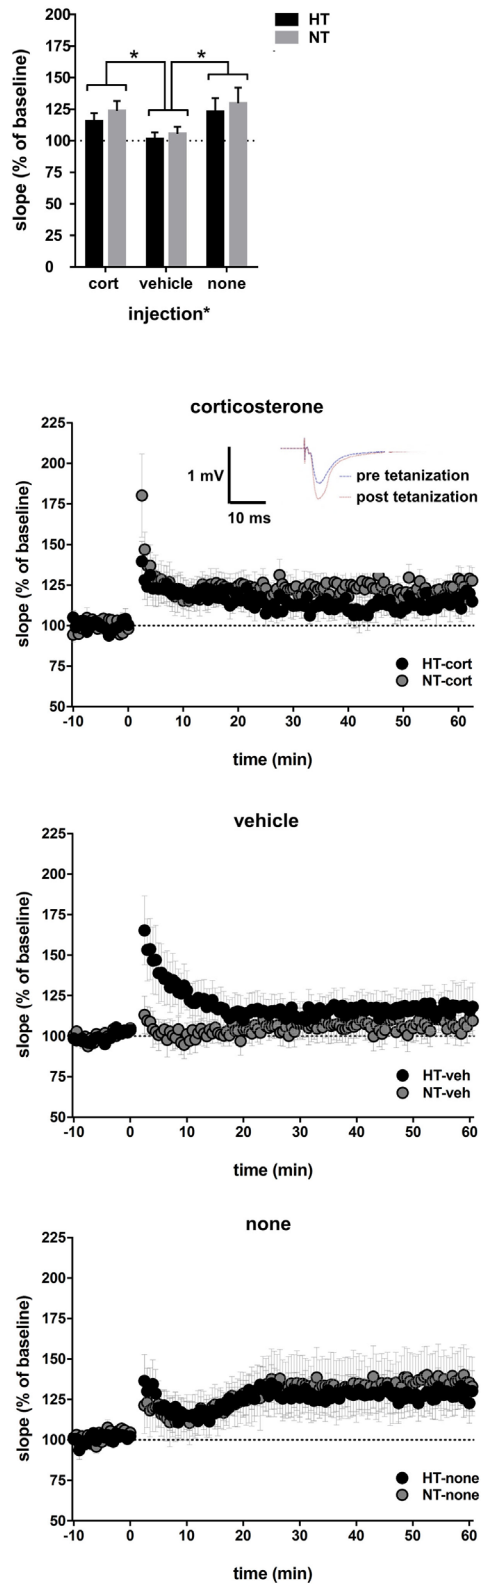 HT
NT
slope (% of baseline)
200
175
150
125
100
75
50
25
0
* *
cort vehicle none
injection*
corticosterone
slope (% of baseline)
225
200
175
150
125
100
75
50
1 mV
10 ms
pre tetanization
post tetanization
HT-cort
NT-cort
-10 0 10 20 30 40 50 60
time (min)
vehicle
slope (% of baseline)
225
200
175
150
125
100
75
50
HT-veh
NT-veh
-10 0 10 20 30 40 50 60
time (min)
none
slope (% of baseline)
225
200
175
150
125
100
75
50
HT-none
NT-none
-10 0 10 20 30 40 50 60
time (min)